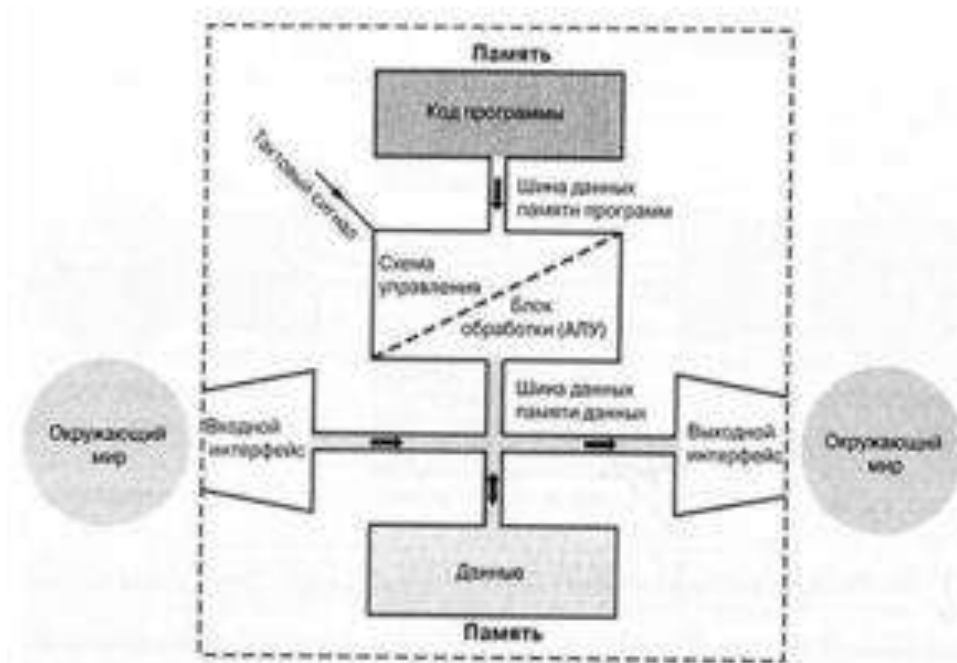 Память
Код программы
Тактовый сигнал
Шина данных
памяти программ
Схема
управления
Блок
обработки (АЛУ)
Шина данных
памяти данных
Окружающий
мир
Входной
интерфейс
Выходной
интерфейс
Окружающий
мир
Данные
Память